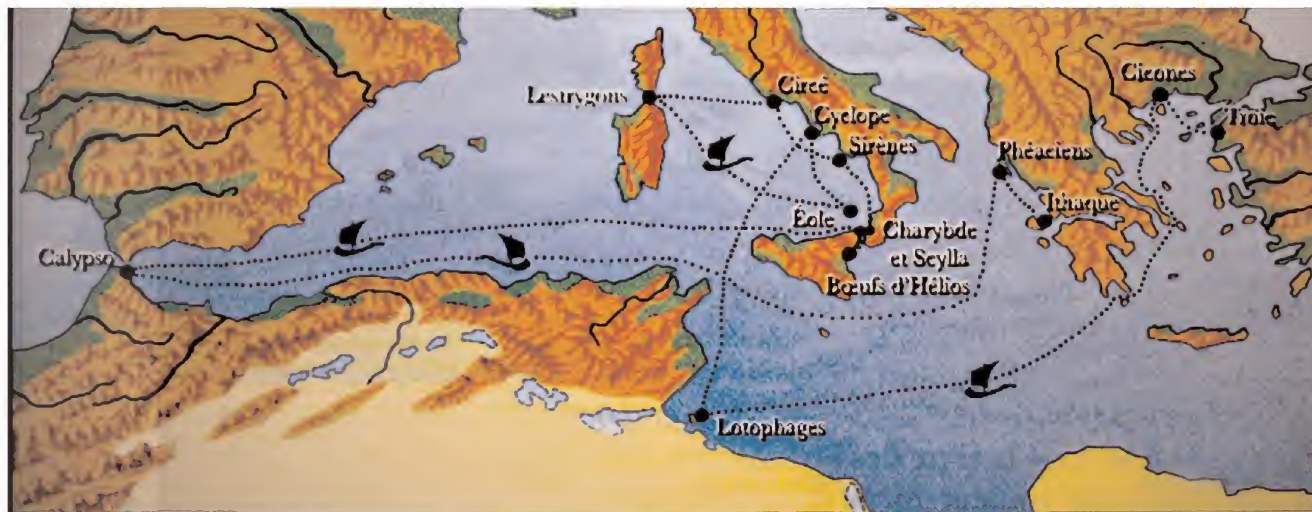 Cicones
Circé
Lestrygons
Cyclope
Troie
Sirènes
Phéaciens
Ithaque
Éole
Charybde
et Scylla
Calypso
Bœufs d'Hélios
Lotophages